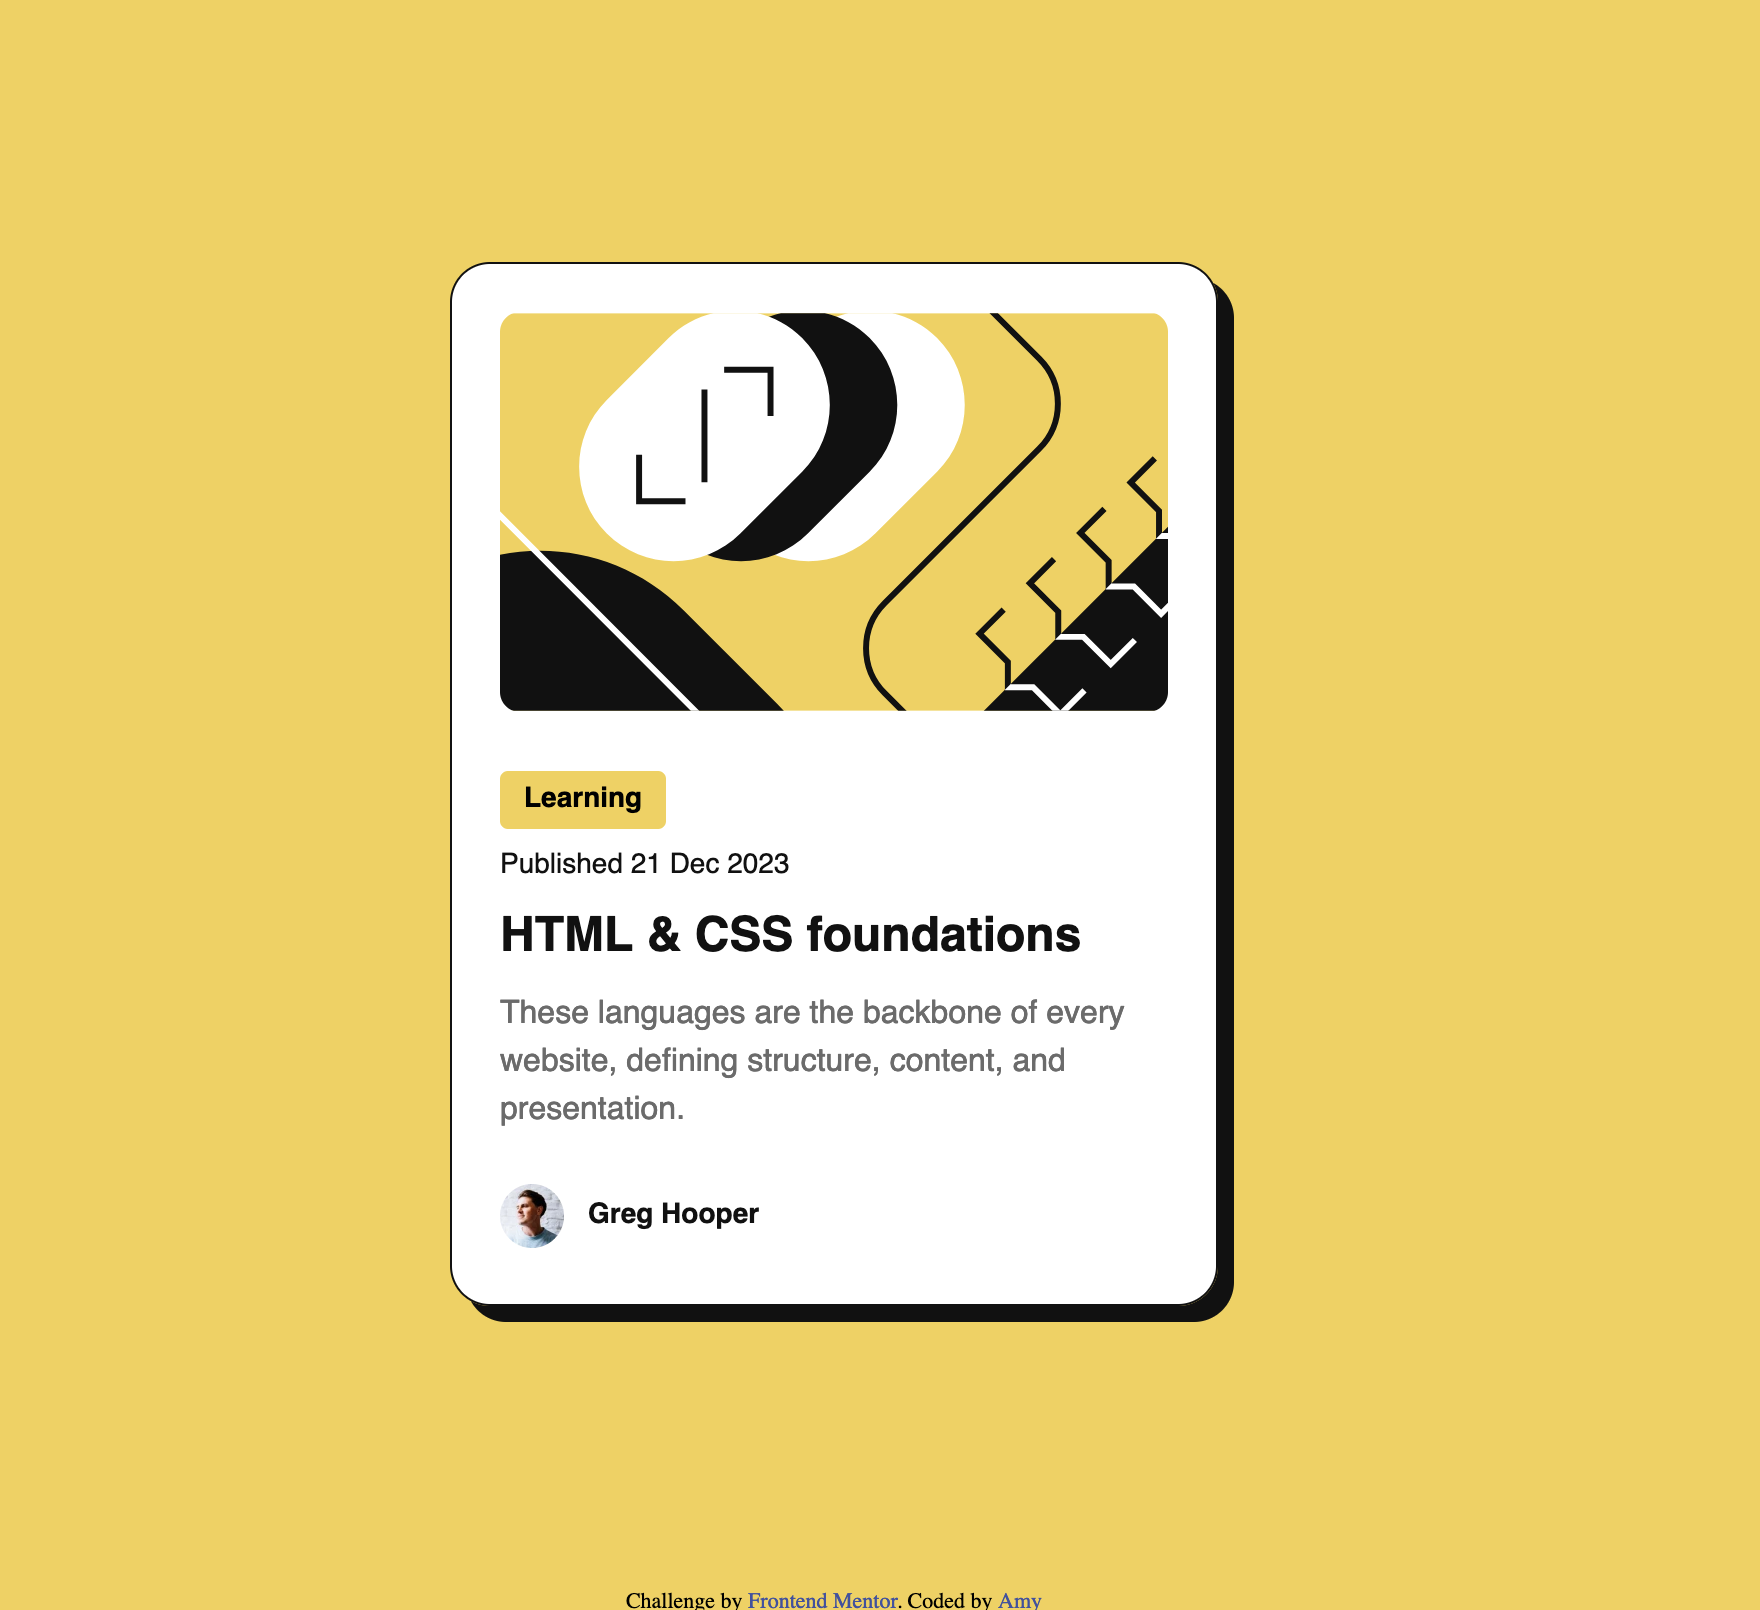 Learning
Published 21 Dec 2023
HTML & CSS foundations
These languages are the backbone of every
website, defining structure, content, and
presentation.
Greg Hooper
Challenge by Frontend Mentor. Coded by Amy